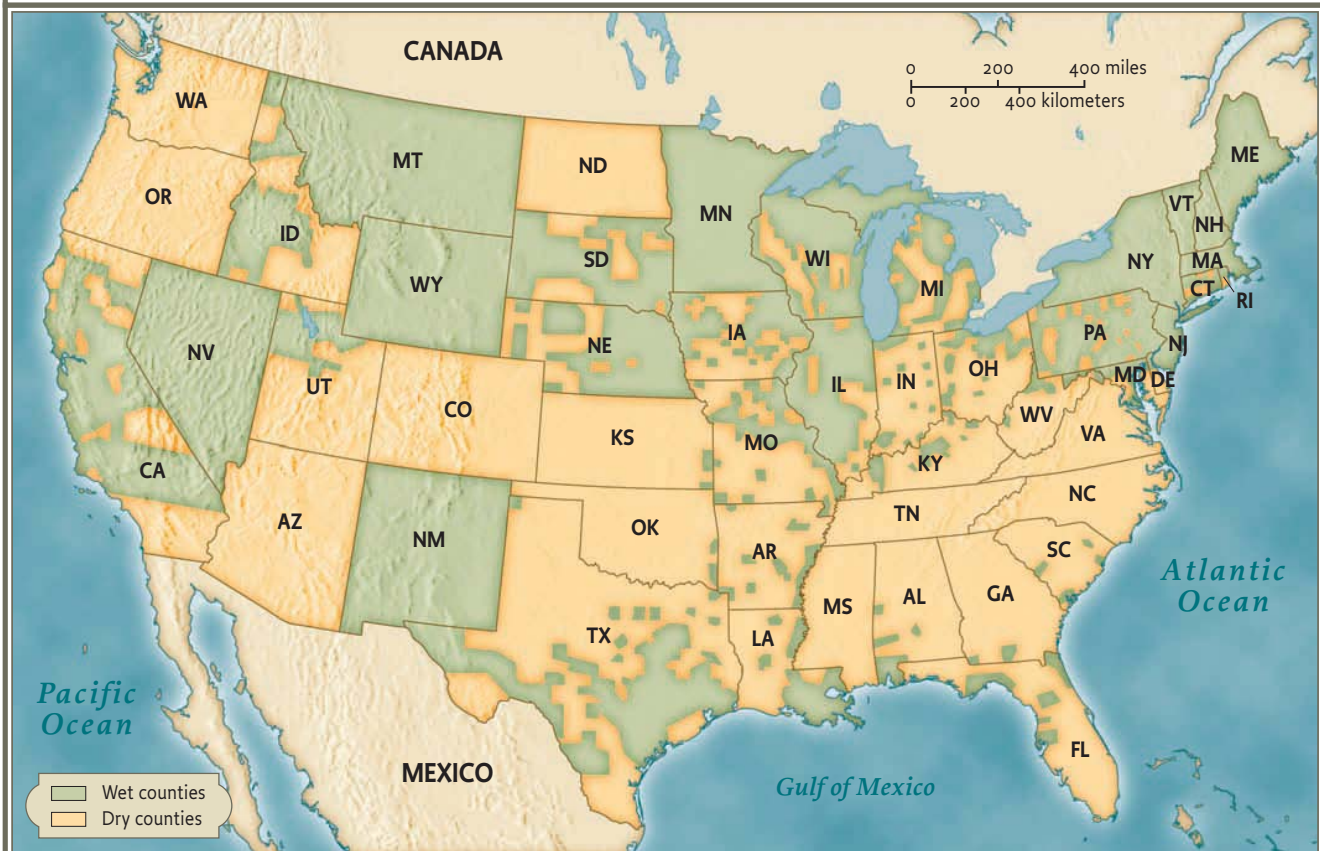 CANADA
0 200 400 miles
0 200 400 kilometers
WA
MT
ND
MN
ME
OR
ID
SD
WI
MI
VT
NH
NY
MA
CT
RI
WY
NV
NE
IA
PA
NJ
UT
CO
IL
IN
OH
MD
DE
WV
VA
KS
MO
KY
CA
AZ
NM
OK
TN
NC
AR
SC
MS
AL
GA
TX
LA
FL
Atlantic
Ocean
Pacific
Ocean
MEXICO
Gulf of Mexico
Wet counties
Dry counties